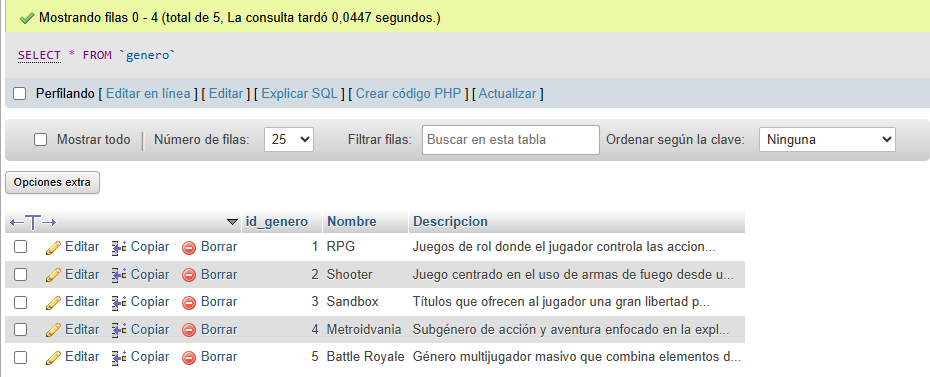 Mostrando filas 0 - 4 (total de 5, La consulta tardó 0,0447 segundos.)
SELECT * FROM `genero`
Perfilando [ Editar en línea ] [ Editar ] [ Explicar SQL ] [ Crear código PHP ] [ Actualizar ]
Mostrar todo | Número de filas: 25 Filtrar filas: Buscar en esta tabla Ordenar según la clave: Ninguna
Opciones extra
←T→ id_genero Nombre Descripcion
Editar Copiar Borrar 1 RPG Juegos de rol donde el jugador controla las accion...
Editar Copiar Borrar 2 Shooter Juego centrado en el uso de armas de fuego desde u...
Editar Copiar Borrar 3 Sandbox Títulos que ofrecen al jugador una gran libertad p...
Editar Copiar Borrar 4 Metroidvania Subgénero de acción y aventura enfocado en la expl...
Editar Copiar Borrar 5 Battle Royale Género multijugador masivo que combina elementos d...